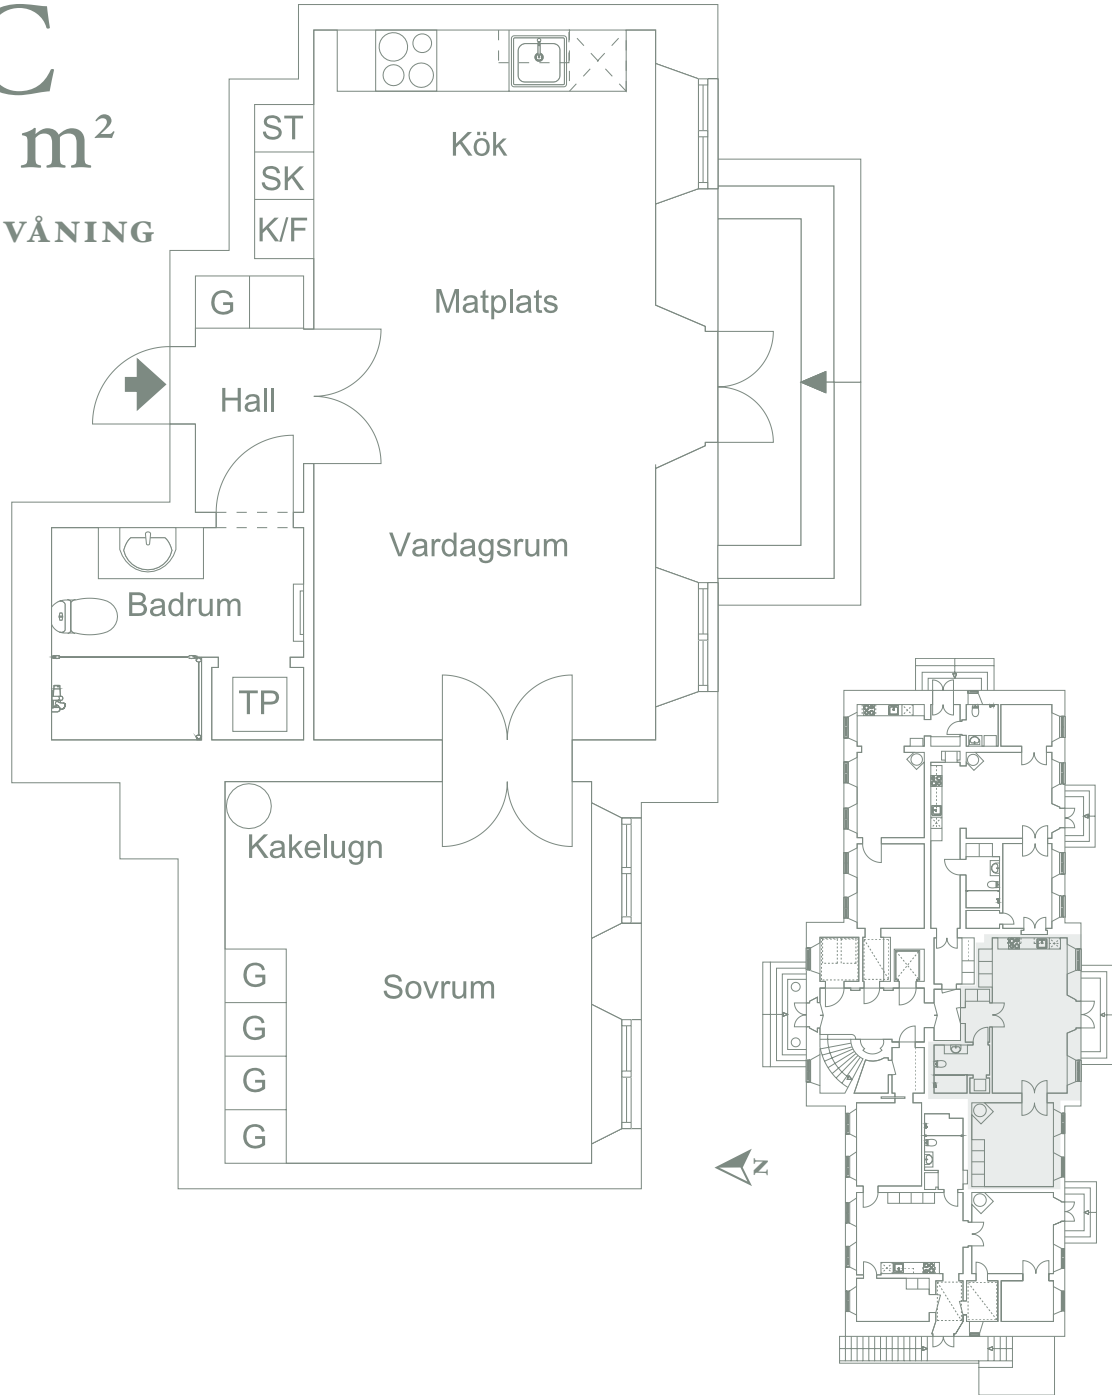 C
m²
VÅNING
ST
SK
K/F
G
Kök
Matplats
Hall
Vardagsrum
Badrum
TP
Kakelugn
Sovrum
G
G
G
G
N